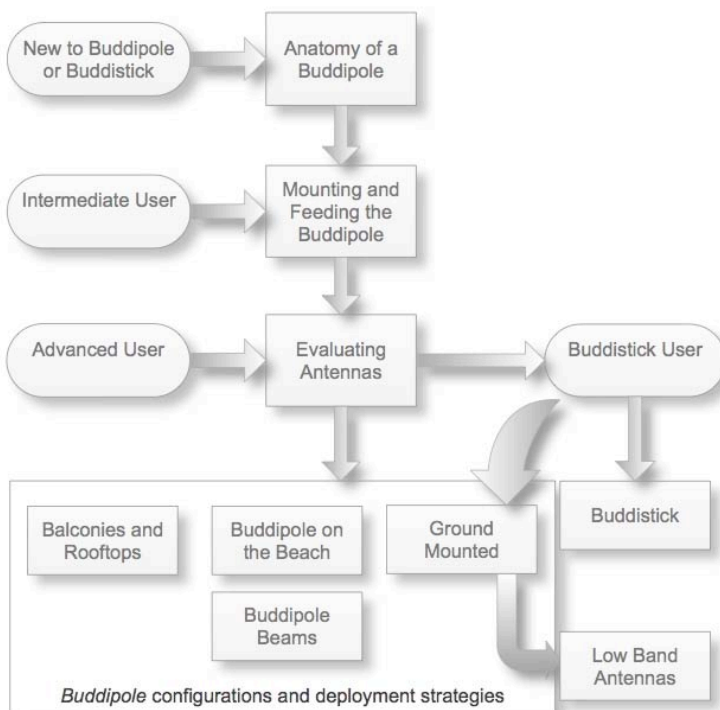 New to Buddipole
or Buddistick
Anatomy of a
Buddipole
Intermediate User
Mounting and
Feeding the
Buddipole
Advanced User
Evaluating
Antennas
Buddistick User
Balconies and
Rooftops
Buddipole on
the Beach
Ground
Mounted
Buddistick
Buddipole
Beams
Low Band
Antennas
Buddipole configurations and deployment strategies